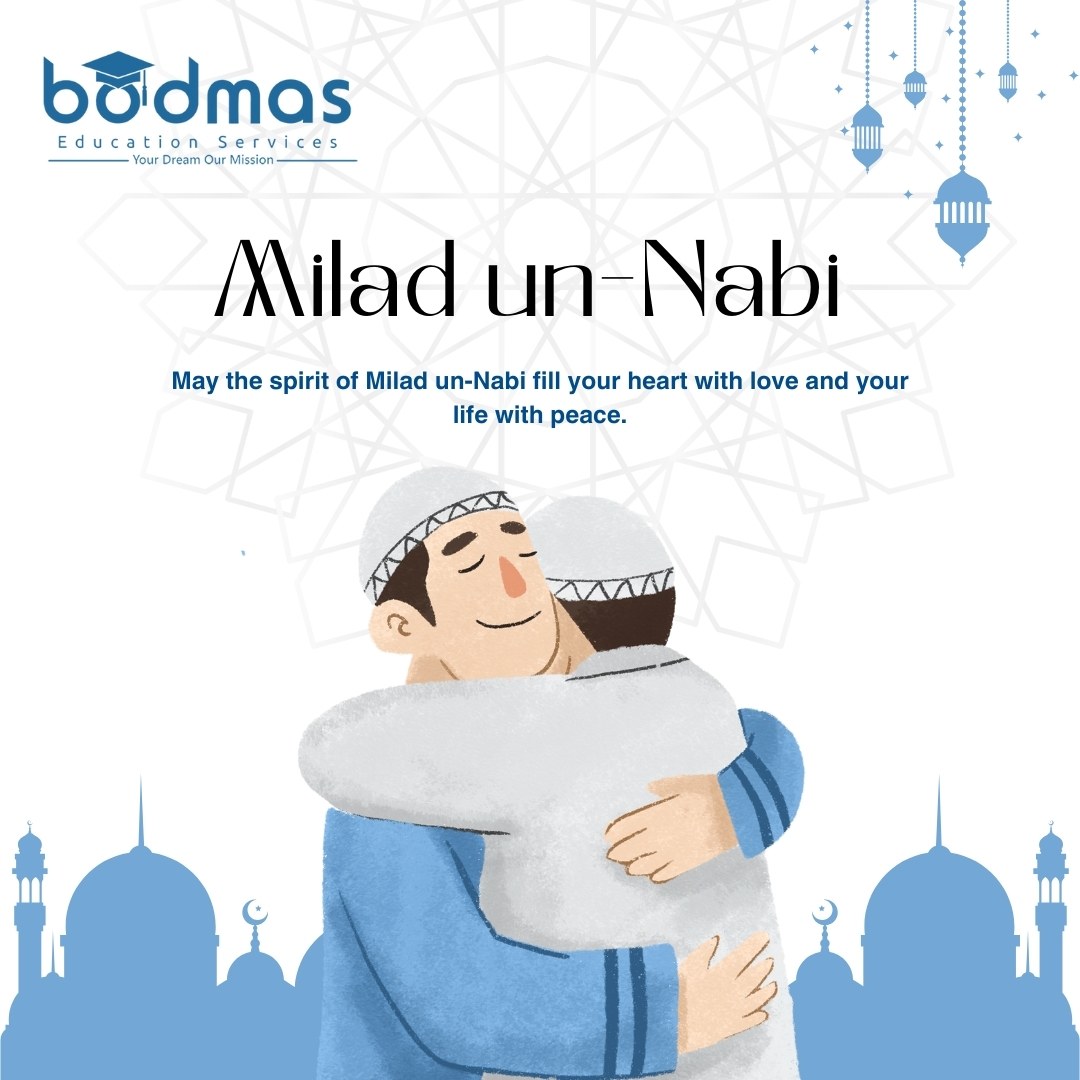 bodmas
Education Services
Your Dream Our Mission
Milad un-Nabi
May the spirit of Milad un-Nabi fill your heart with love and your
life with peace.